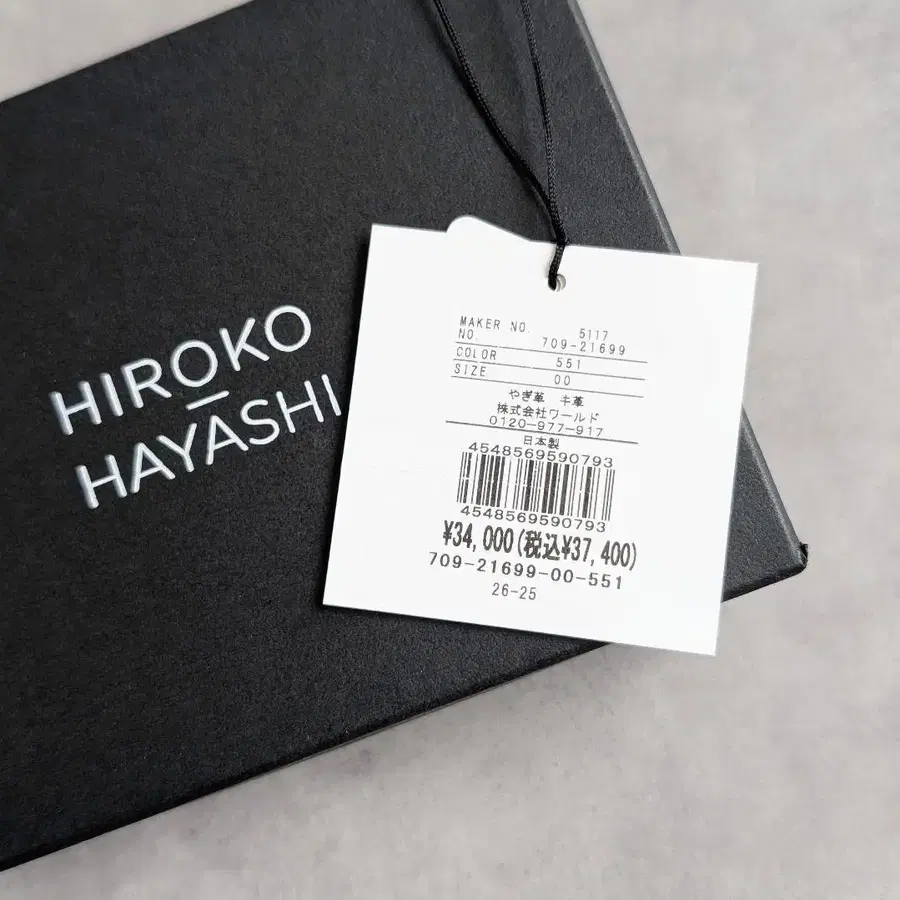 HIROKO
HAYASHI
MAKER NO. 5117
NO. 709-21699
COLOR 551
SIZE 00
やぎ革 牛革
株式会社ワールド
0120-977-917
日本製
4548569590793
4548569590793
¥34,000(税込¥37,400)
709-21699-00-551
26-25